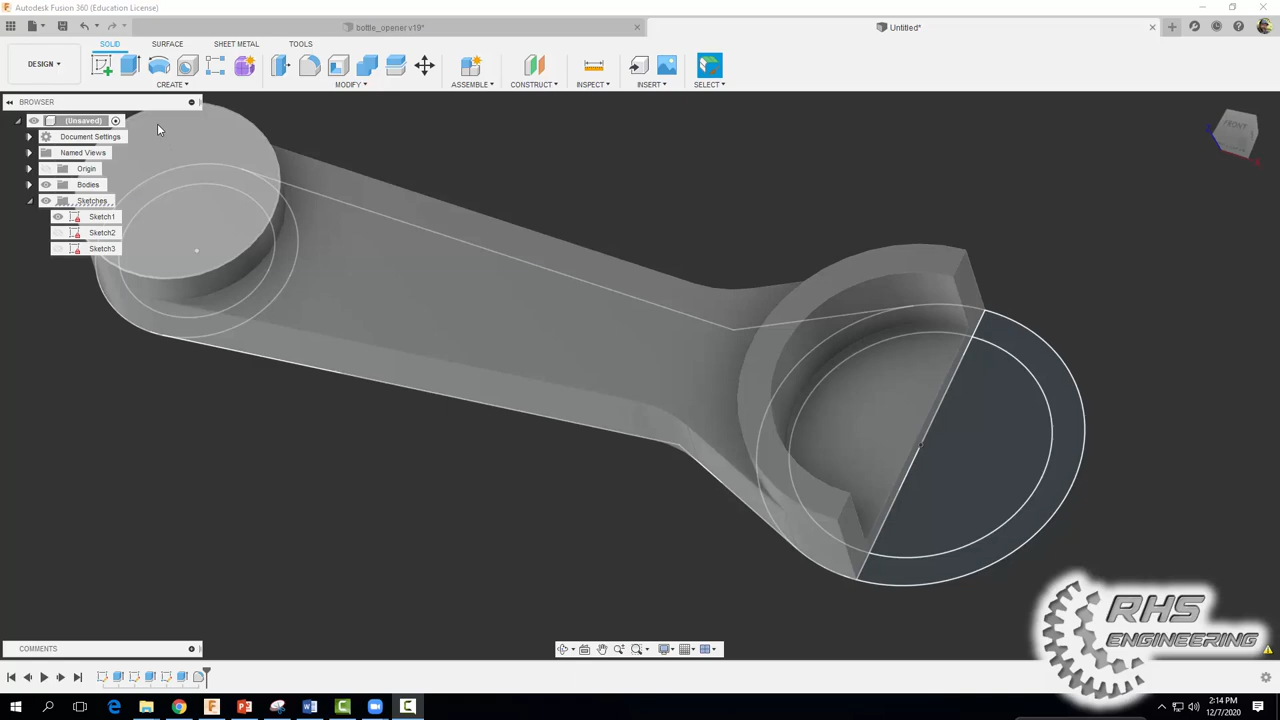 Autodesk Fusion 360 (Education License)
bottle_opener v19*
Untitled*
DESIGN
SOLID
SURFACE
SHEET METAL
TOOLS
CREATE
MODIFY
ASSEMBLE
CONSTRUCT
INSPECT
INSERT
SELECT
BROWSER
(Unsaved)
Document Settings
Named Views
Origin
Bodies
Sketches
Sketch1
Sketch2
Sketch3
FRONT
COMMENTS
RHS
ENGINEERING
2:14 PM
12/7/2020